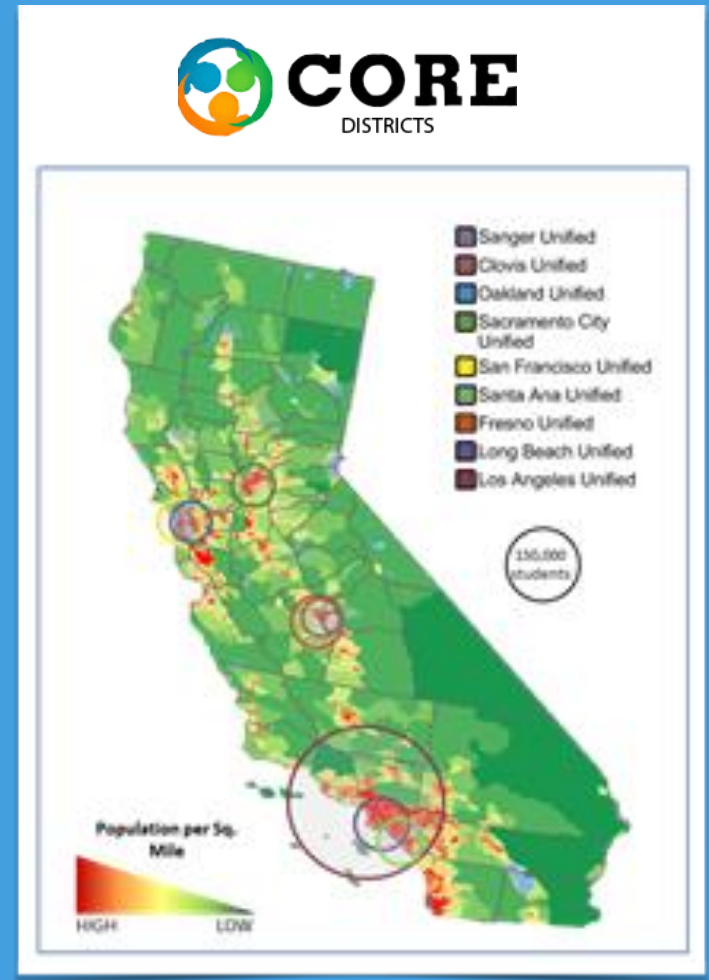 CORE
DISTRICTS
Sanger Unified
Clovis Unified
Oakland Unified
Sacramento City
Unified
San Francisco Unified
Santa Ana Unified
Fresno Unified
Long Beach Unified
Los Angeles Unified
150,000
students
Population per Sq.
Mile
HIGH
LOW